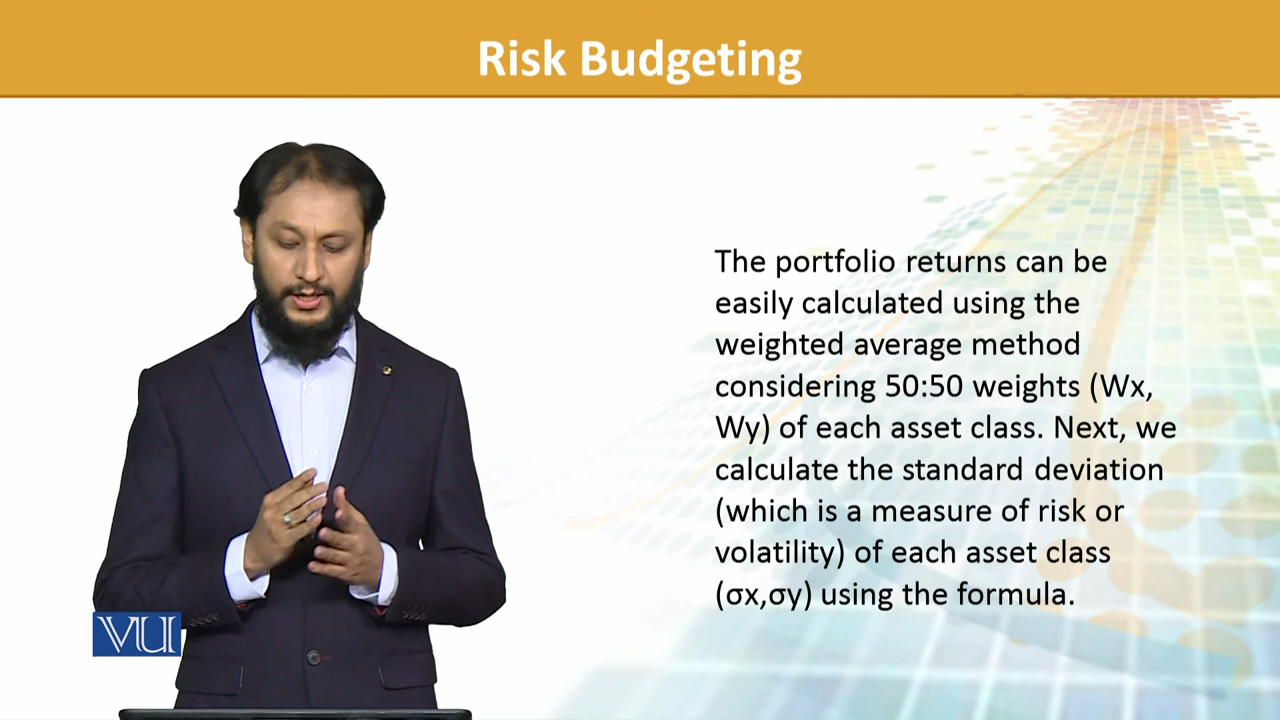 Risk Budgeting
The portfolio returns can be
easily calculated using the
weighted average method
considering 50:50 weights (Wx,
Wy) of each asset class. Next, we
calculate the standard deviation
(which is a measure of risk or
volatility) of each asset class
(σx,σy) using the formula.
VU